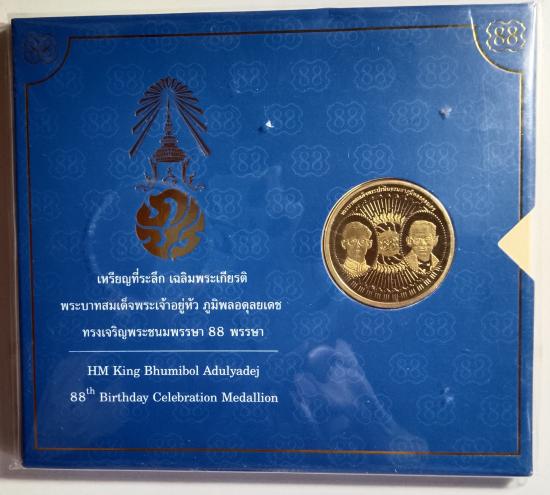 88
เหรียญที่ระลึก เฉลิมพระเกียรติ
พระบาทสมเด็จพระเจ้าอยู่หัว ภูมิพลอดุลยเดช
ทรงเจริญพระชนมพรรษา 88 พรรษา
HM King Bhumibol Adulyadej
88th Birthday Celebration Medallion